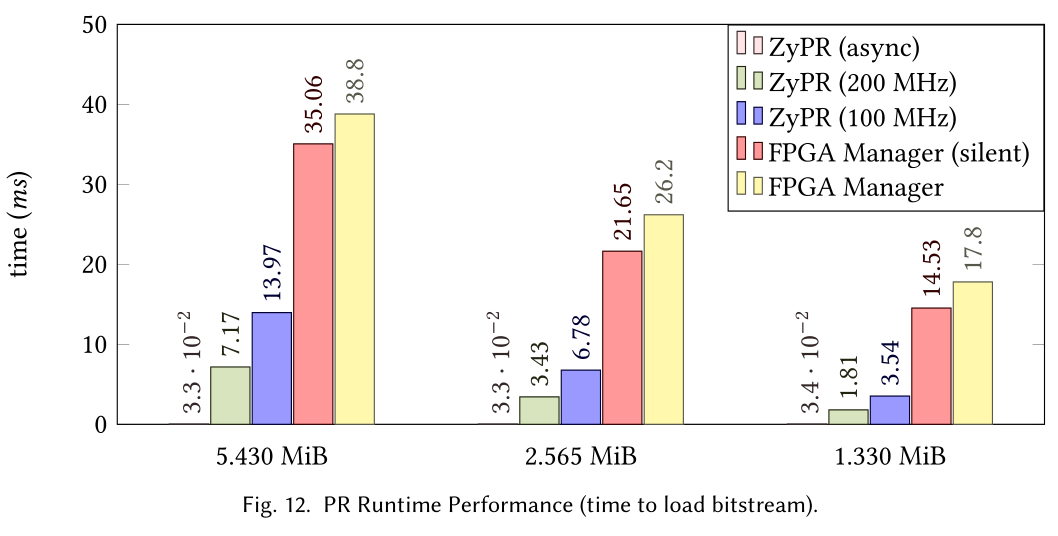 50
40
30
20
10
0
time (ms)
3.3 · 10⁻²
7.17
13.97
35.06
38.8
3.3 · 10⁻²
3.43
6.78
21.65
26.2
3.4 · 10⁻²
1.81
3.54
14.53
17.8
ZyPR (async)
ZyPR (200 MHz)
ZyPR (100 MHz)
FPGA Manager (silent)
FPGA Manager
5.430 MiB
2.565 MiB
1.330 MiB
Fig. 12. PR Runtime Performance (time to load bitstream).